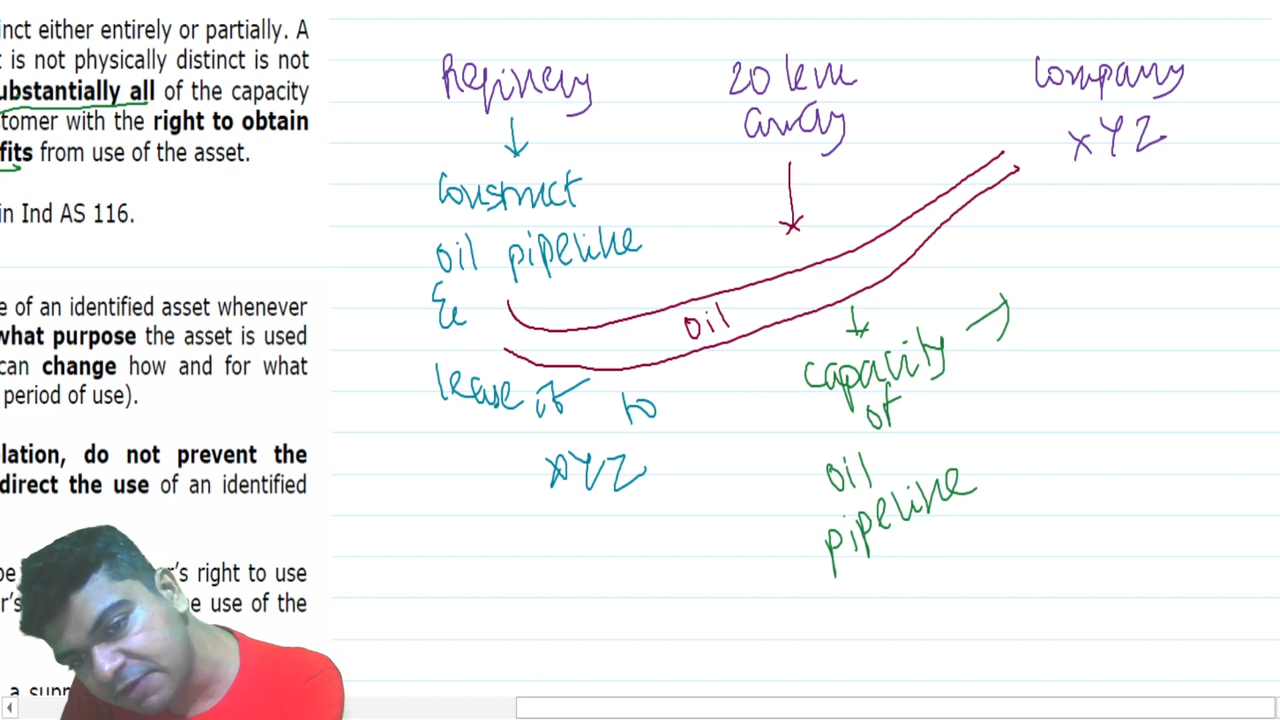 inct either entirely or partially. A
t is not physically distinct is not
ubstantially all of the capacity
tomer with the right to obtain
fits from use of the asset.
in Ind AS 116.
e of an identified asset whenever
what purpose the asset is used
can change how and for what
period of use).
lation, do not prevent the
direct the use of an identified
be 's right to use
r's e use of the
a supp
Refinery
↓
Construct
oil pipeline
&
lease it to
XYZ
20 km
away
↓
oil
Company
XYZ
↓
capacity →
of
oil
pipeline